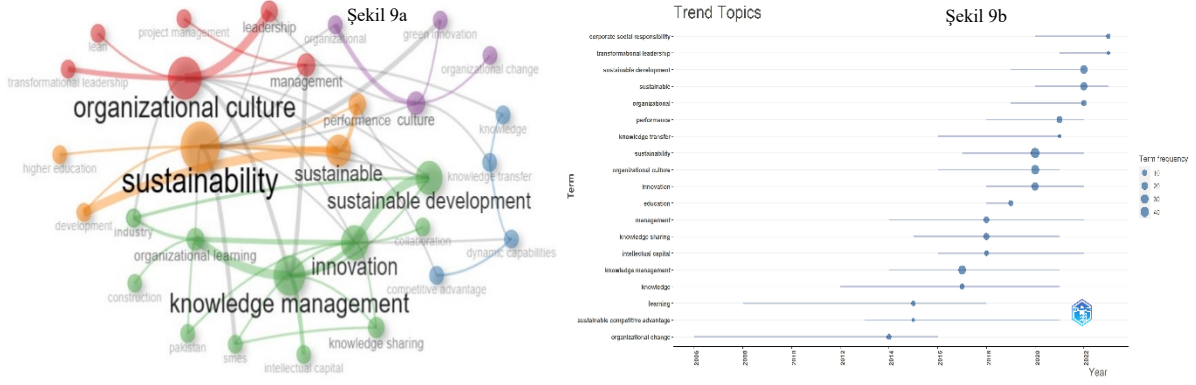 Şekil 9a
leadership
project management
organizational
green innovation
lean
organizational change
transformational leadership
management
organizational culture
performance
culture
knowledge
higher education
sustainable
sustainability
knowledge transfer
sustainable development
development
industry
collaboration
organizational learning
dynamic capabilities
innovation
construction
competitive advantage
knowledge management
pakistan
smes
knowledge sharing
intellectual capital
Trend Topics
Şekil 9b
corporate social responsibility
transformational leadership
sustainable development
sustainable
organizational
performance
knowledge transfer
sustainability
organizational culture
innovation
education
management
knowledge sharing
intellectual capital
knowledge management
knowledge
learning
sustainable competitive advantage
organizational change
Term
Term frequency
10
20
30
40
2006
2008
2010
2012
2014
2016
2018
2020
2022
Year